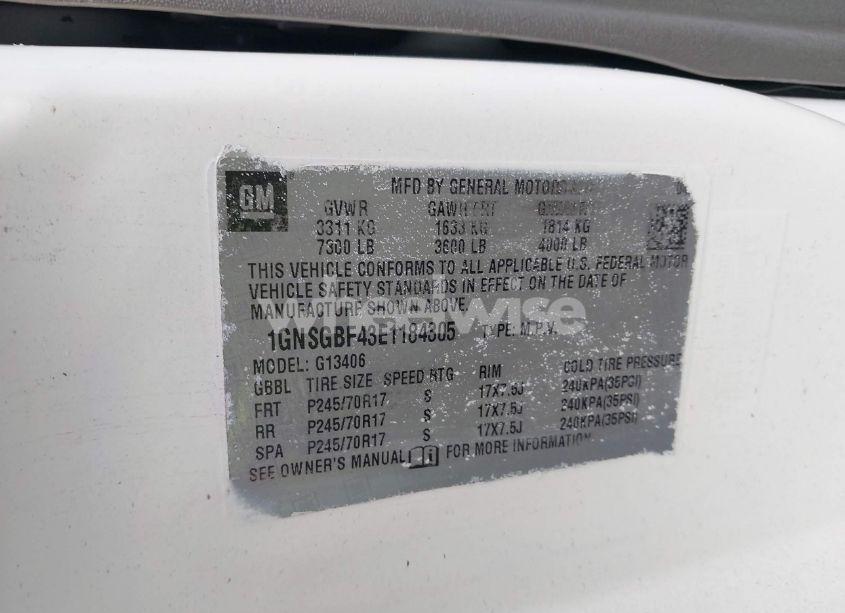 GM
MFD BY GENERAL MOTORS
GVWR GAWR FRT
3311 KG 1633 KG 1814 KG
7300 LB 3600 LB 4000 LB
THIS VEHICLE CONFORMS TO ALL APPLICABLE U.S. FEDERAL MOTOR
VEHICLE SAFETY STANDARDS IN EFFECT ON THE DATE OF
MANUFACTURE SHOWN ABOVE.
wheelwise
1GNSGBF43E1184305 TYPE: M.P.V.
MODEL: G13406
GBBL TIRE SIZE SPEED RTG RIM COLD TIRE PRESSURE
FRT P245/70R17 S 17X7.5J 240KPA(35PSI)
RR P245/70R17 S 17X7.5J 240KPA(35PSI)
SPA P245/70R17 S 17X7.5J 240KPA(35PSI)
SEE OWNER'S MANUAL FOR MORE INFORMATION